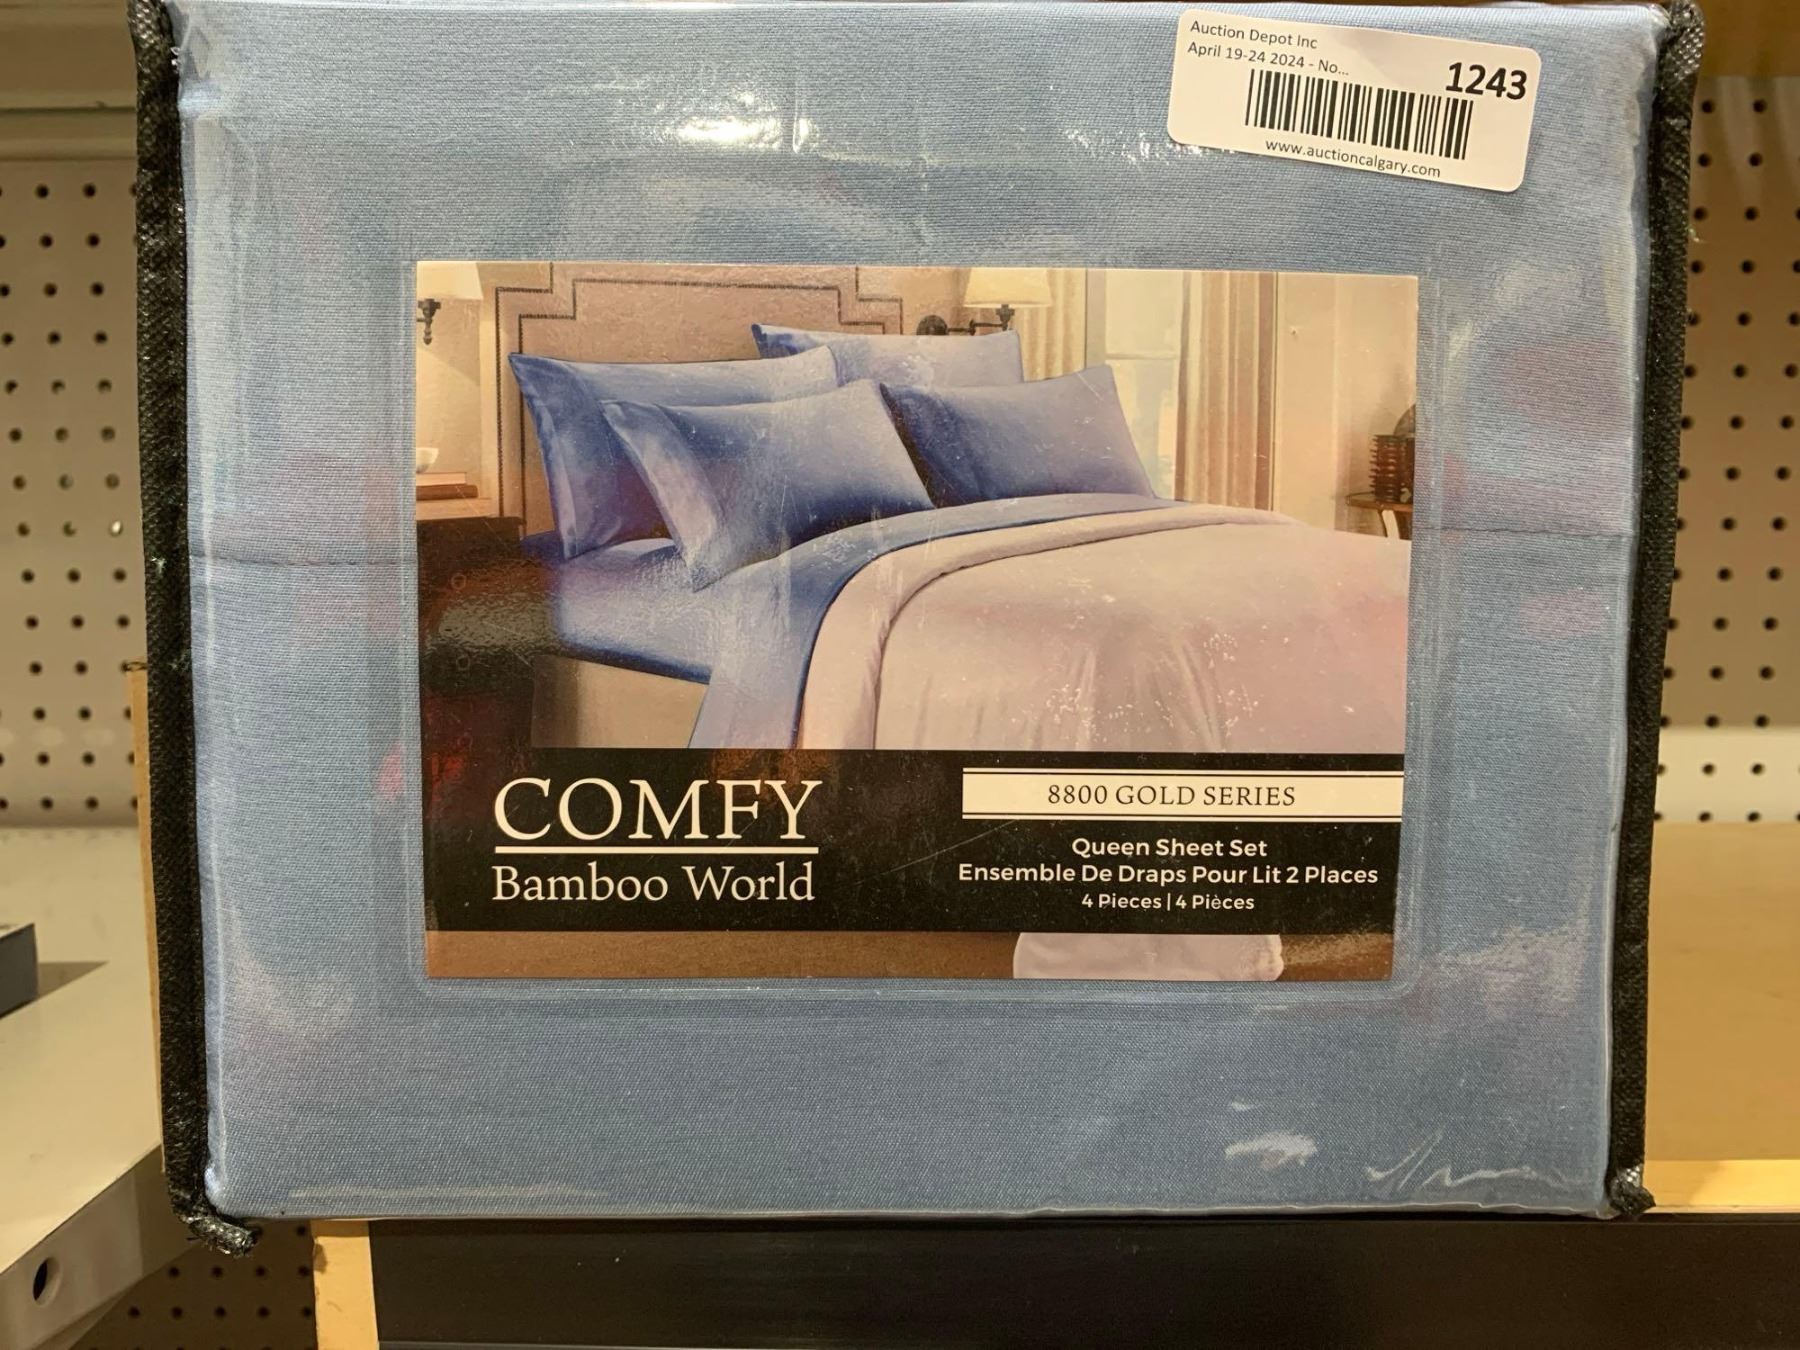 Auction Depot Inc
April 19-24 2024 - No...
1243
www.auctioncalgary.com
COMFY
Bamboo World
8800 GOLD SERIES
Queen Sheet Set
Ensemble De Draps Pour Lit 2 Places
4 Pieces | 4 Pièces